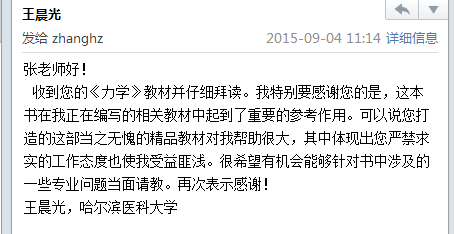 王晨光
发给 zhanghz 2015-09-04 11:14 详细信息
张老师好！
收到您的《力学》教材并仔细拜读。我特别要感谢您的是，这本
书在我正在编写的相关教材中起到了重要的参考作用。可以说您打
造的这部当之无愧的精品教材对我帮助很大，其中体现出您严禁求
实的工作态度也使我受益匪浅。很希望有机会能够针对书中涉及的
一些专业问题当面请教。再次表示感谢！
王晨光，哈尔滨医科大学